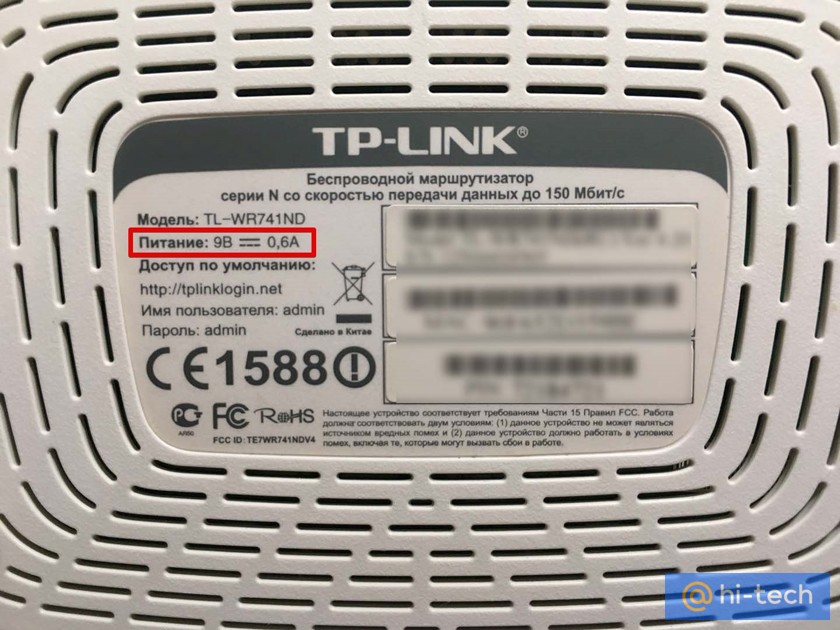 TP-LINK®
Беспроводной маршрутизатор
серии N со скоростью передачи данных до 150 Мбит/с
Модель: TL-WR741ND
Питание: 9В ⎓ 0,6А
Доступ по умолчанию:
http://tplinklogin.net
Имя пользователя: admin
Пароль: admin
Сделано в Китае
CE1588
FC RoHS
FCC ID: TE7WR741NDV4
Настоящее устройство соответствует требованиям Части 15 Правил FCC. Работа
должна соответствовать двум условиям: (1) данное устройство не может являться
источником вредных помех и (2) данное устройство должно работать в условиях
помех, включая те, которые могут вызвать сбои в работе.
@hi-tech